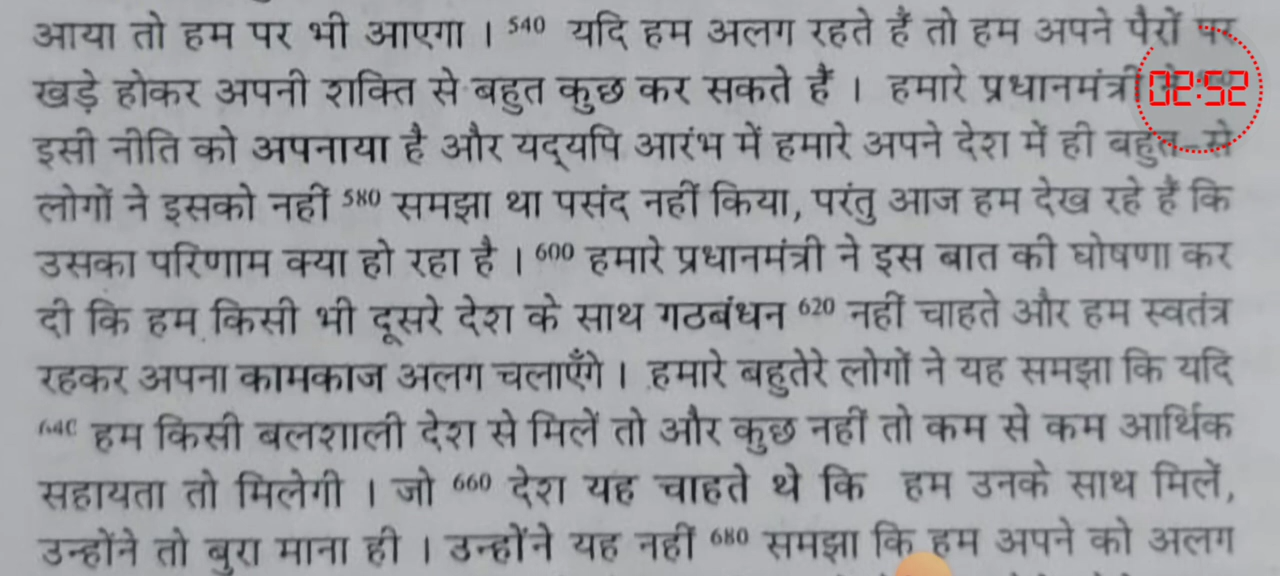 आया तो हम पर भी आएगा । 540 यदि हम अलग रहते हैं तो हम अपने पैरों पर
खड़े होकर अपनी शक्ति से बहुत कुछ कर सकते हैं । हमारे प्रधानमंत्री
02:52
इसी नीति को अपनाया है और यद्यपि आरंभ में हमारे अपने देश में ही बहुत-से
लोगों ने इसको नहीं 580 समझा था पसंद नहीं किया, परंतु आज हम देख रहे हैं कि
उसका परिणाम क्या हो रहा है । 600 हमारे प्रधानमंत्री ने इस बात की घोषणा कर
दी कि हम किसी भी दूसरे देश के साथ गठबंधन 620 नहीं चाहते और हम स्वतंत्र
रहकर अपना कामकाज अलग चलाएँगे । हमारे बहुतेरे लोगों ने यह समझा कि यदि
640 हम किसी बलशाली देश से मिलें तो और कुछ नहीं तो कम से कम आर्थिक
सहायता तो मिलेगी । जो 660 देश यह चाहते थे कि हम उनके साथ मिलें,
उन्होंने तो बुरा माना ही । उन्होंने यह नहीं 680 समझा कि हम अपने को अलग